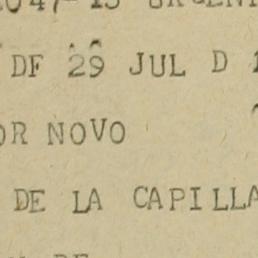 DF 29 JUL D
OR NOVO
DE LA CAPILLA